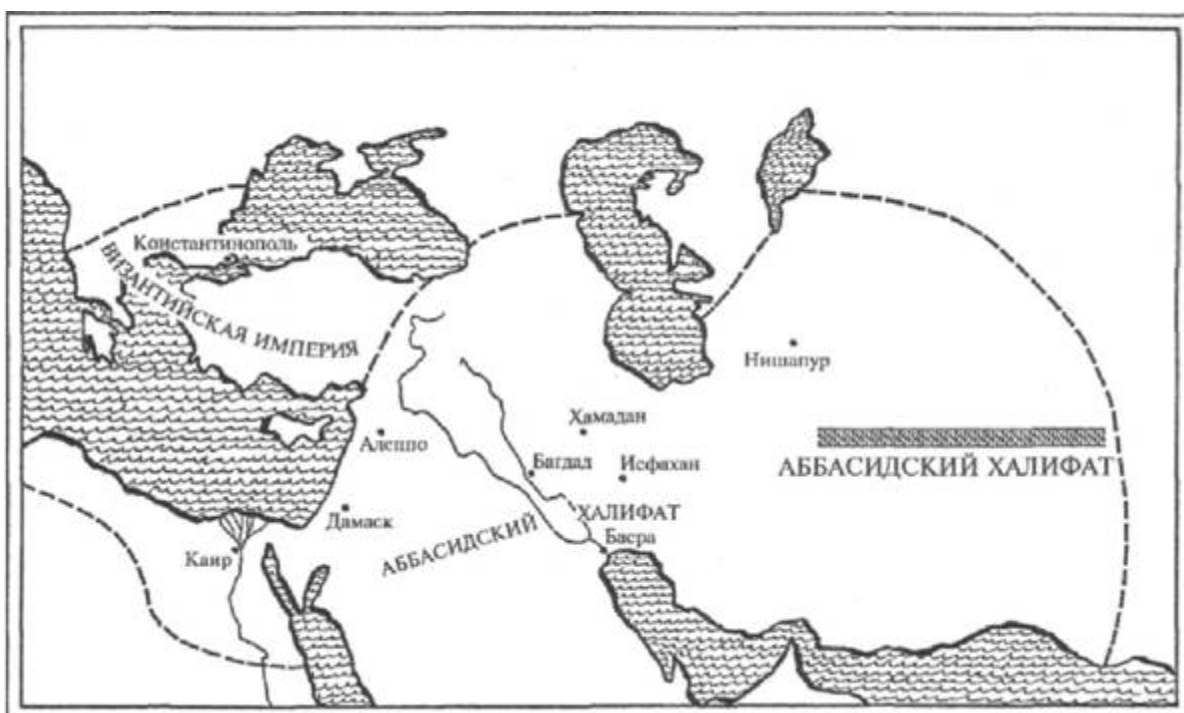 Константинополь
ВИЗАНТИЙСКАЯ ИМПЕРИЯ
Нишапур
Хамадан
Алеппо
Багдад
Исфахан
АББАСИДСКИЙ ХАЛИФАТ
Дамаск
АББАСИДСКИЙ ХАЛИФАТ
Басра
Каир